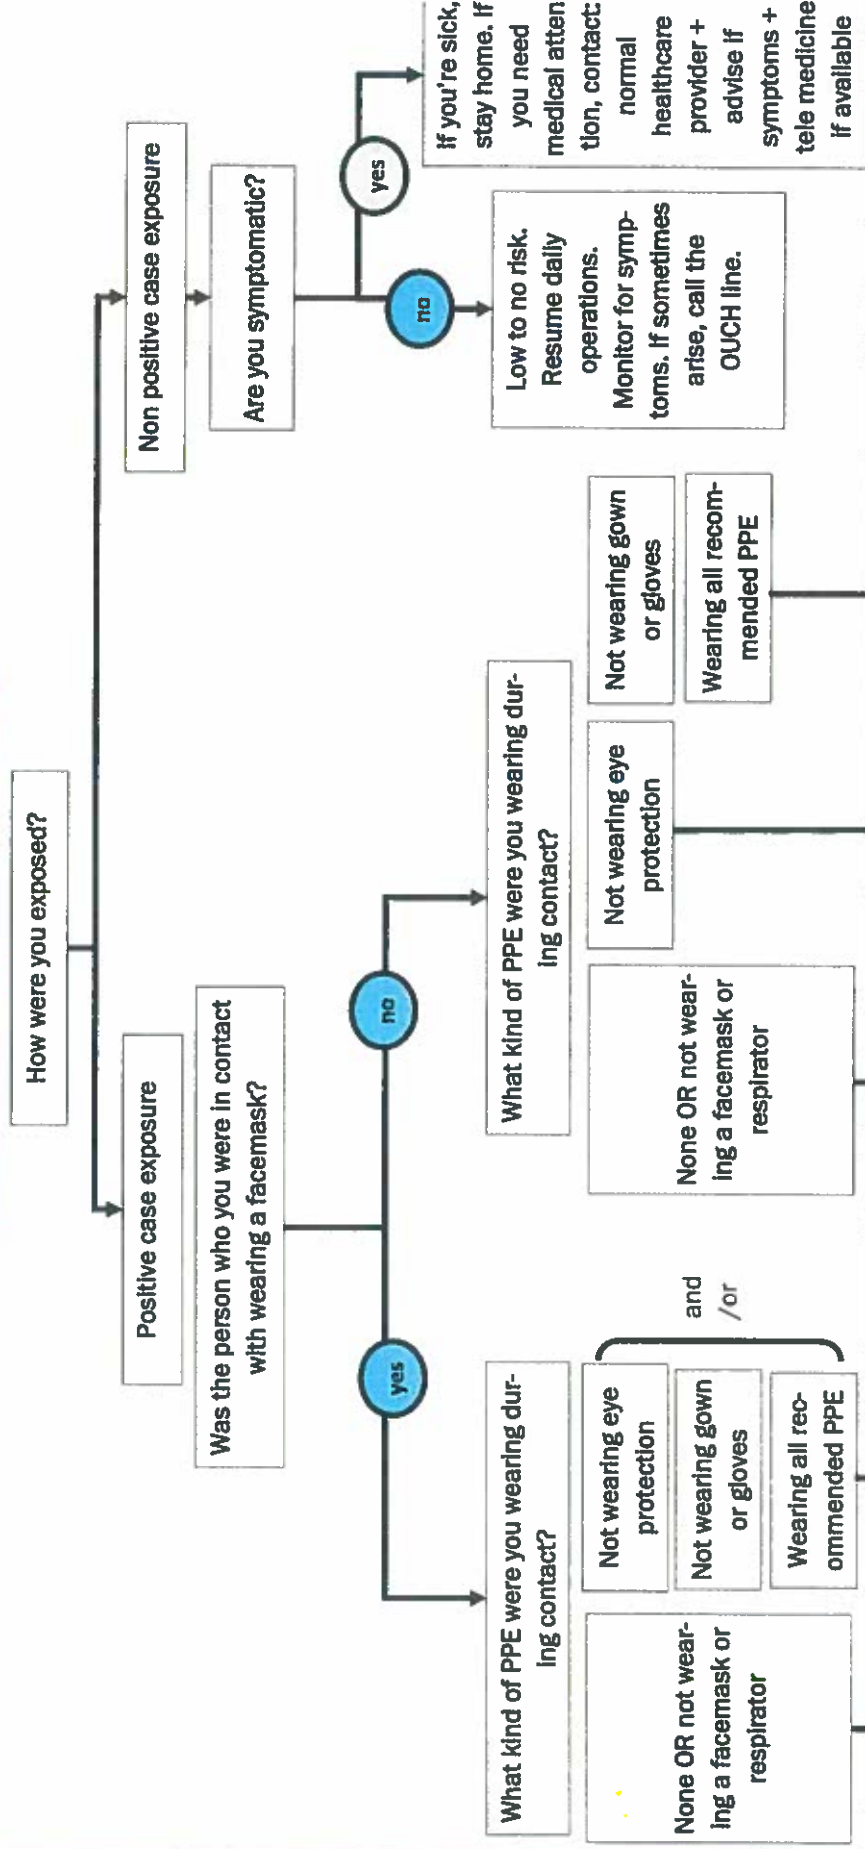 How were you exposed?
Positive case exposure
Non positive case exposure
Was the person who you were in contact
with wearing a facemask?
Are you symptomatic?
yes
no
no
yes
What kind of PPE were you wearing dur-
ing contact?
What kind of PPE were you wearing dur-
ing contact?
Low to no risk.
Resume daily
operations.
Monitor for symp-
toms. If sometimes
arise, call the
OUCH line.
If you're sick,
stay home. If
you need
medical atten
tion, contact:
normal
healthcare
provider +
advise if
symptoms +
tele medicine
if available
None OR not wear-
ing a facemask or
respirator
Not wearing eye
protection
Not wearing gown
or gloves
Wearing all rec-
ommended PPE
and
/or
None OR not wear-
ing a facemask or
respirator
Not wearing eye
protection
Not wearing gown
or gloves
Wearing all recom-
mended PPE